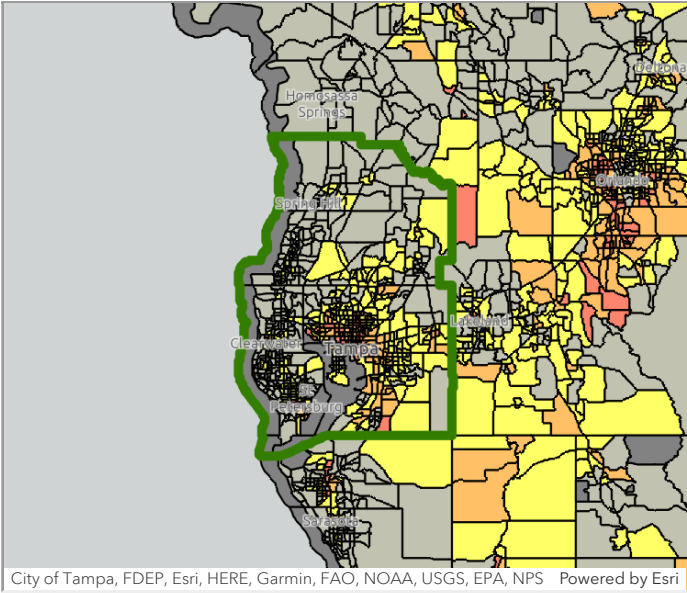 Deltona
Homosassa
Springs
Orlando
Spring Hill
Lakeland
Clearwater
Tampa
St.
Petersburg
Sarasota
City of Tampa, FDEP, Esri, HERE, Garmin, FAO, NOAA, USGS, EPA, NPS Powered by Esri